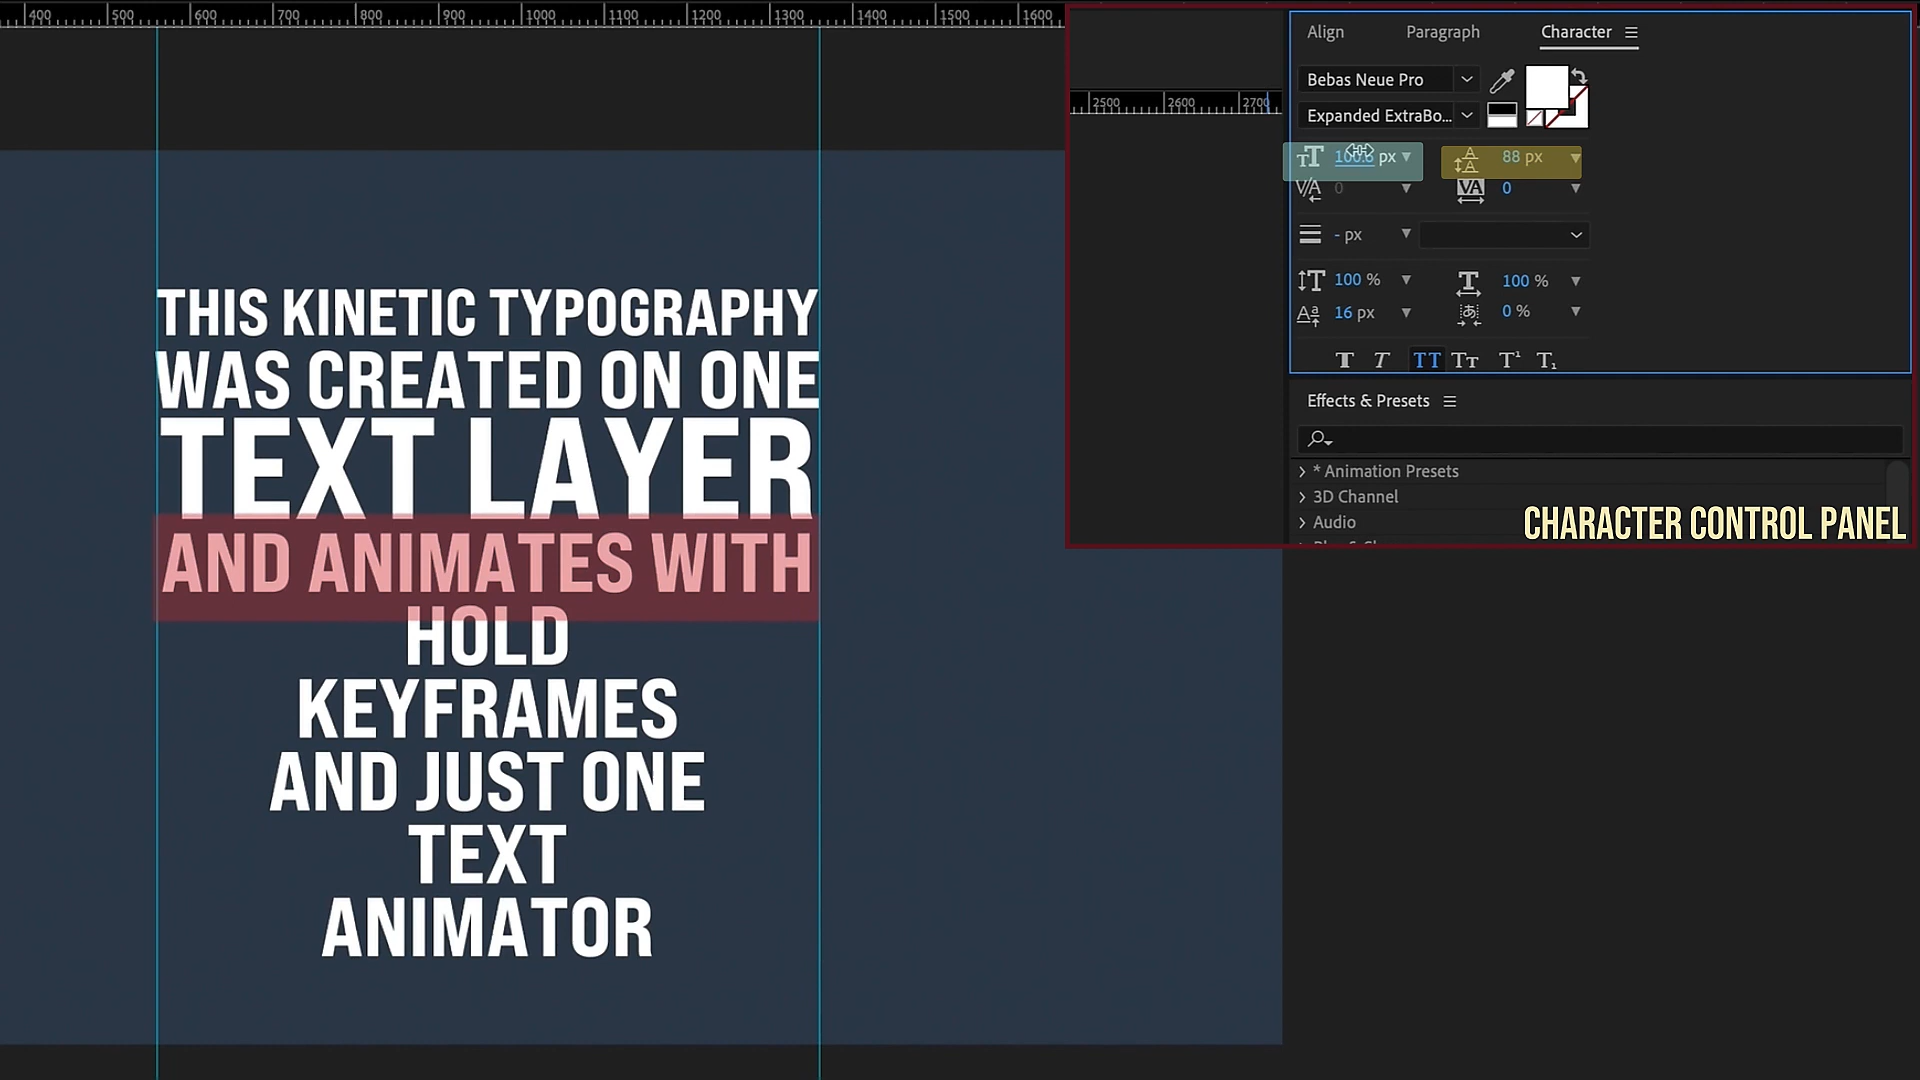 400 500 600 700 800 900 1000 1100 1200 1300 1400 1500 1600
THIS KINETIC TYPOGRAPHY
WAS CREATED ON ONE
TEXT LAYER
AND ANIMATES WITH
HOLD
KEYFRAMES
AND JUST ONE
TEXT
ANIMATOR
2500 2600 2700
Align Paragraph Character
Bebas Neue Pro
Expanded ExtraBo...
px 88 px
0 0
- px
100 % 100 %
16 px 0 %
Effects & Presets
* Animation Presets
3D Channel
Audio
CHARACTER CONTROL PANEL